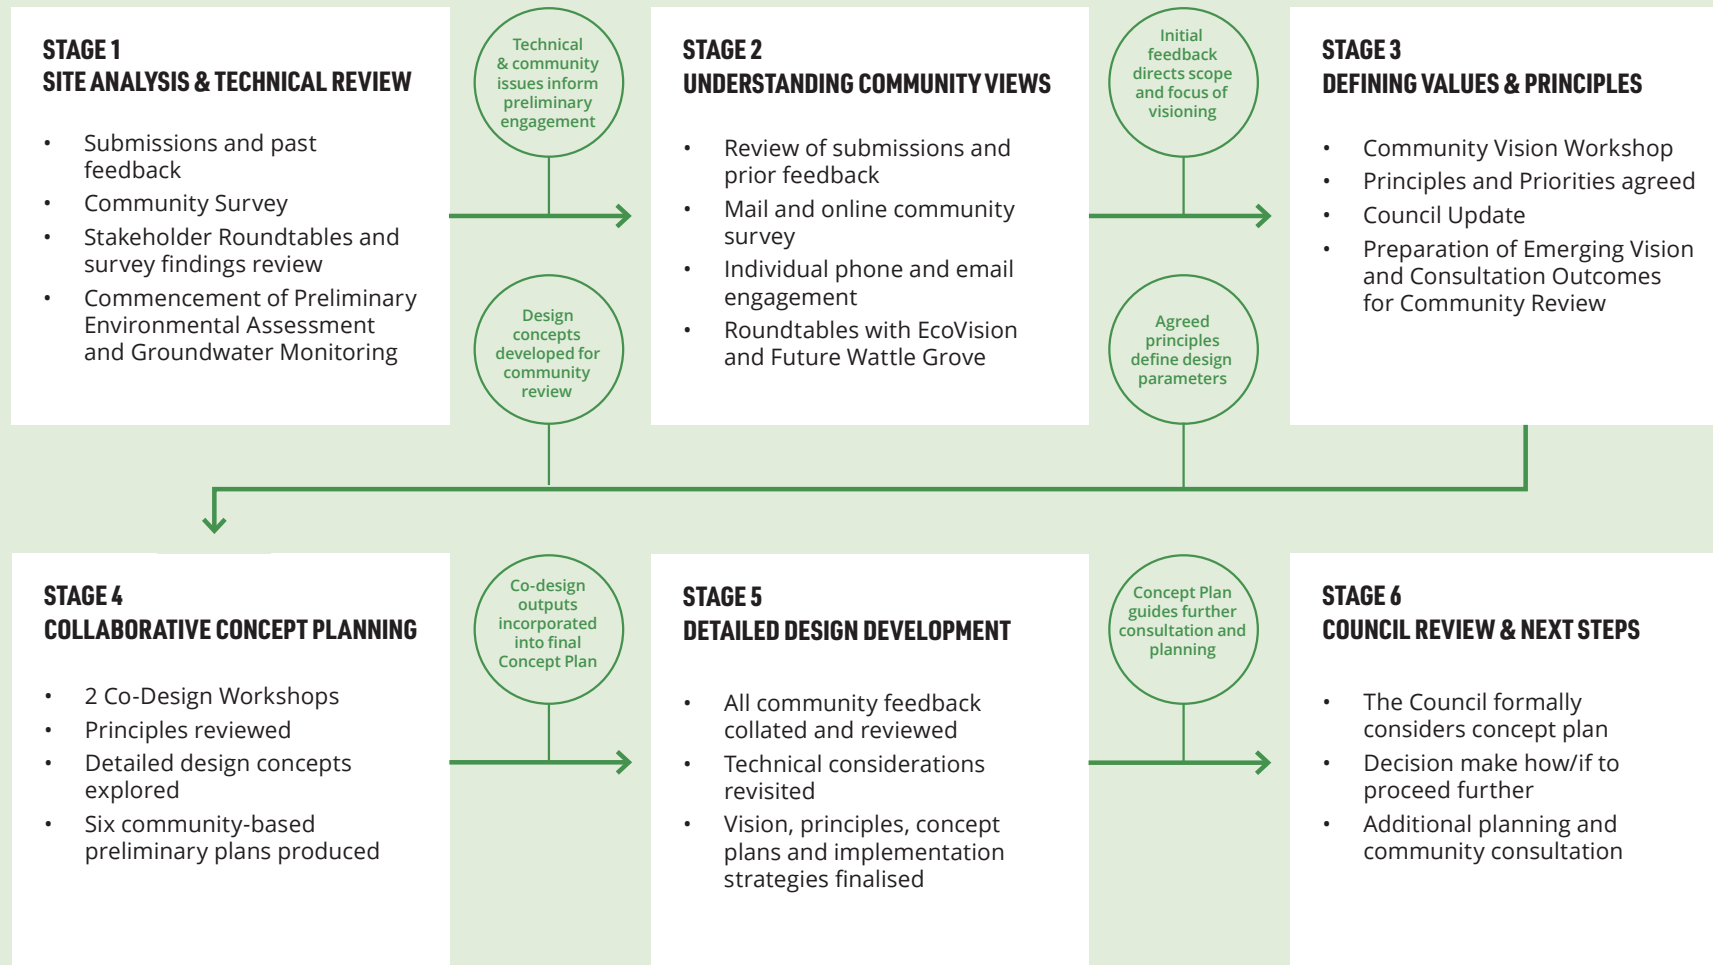 STAGE 1
SITE ANALYSIS & TECHNICAL REVIEW
• Submissions and past
feedback
• Community Survey
• Stakeholder Roundtables and
survey findings review
• Commencement of Preliminary
Environmental Assessment
and Groundwater Monitoring
Technical
& community
issues inform
preliminary
engagement
STAGE 2
UNDERSTANDING COMMUNITY VIEWS
• Review of submissions and
prior feedback
• Mail and online community
survey
• Individual phone and email
engagement
• Roundtables with EcoVision
and Future Wattle Grove
Initial
feedback
directs scope
and focus of
visioning
STAGE 3
DEFINING VALUES & PRINCIPLES
• Community Vision Workshop
• Principles and Priorities agreed
• Council Update
• Preparation of Emerging Vision
and Consultation Outcomes
for Community Review
Agreed
principles
define design
parameters
Design
concepts
developed for
community
review
STAGE 4
COLLABORATIVE CONCEPT PLANNING
• 2 Co-Design Workshops
• Principles reviewed
• Detailed design concepts
explored
• Six community-based
preliminary plans produced
Co-design
outputs
incorporated
into final
Concept Plan
STAGE 5
DETAILED DESIGN DEVELOPMENT
• All community feedback
collated and reviewed
• Technical considerations
revisited
• Vision, principles, concept
plans and implementation
strategies finalised
Concept Plan
guides further
consultation and
planning
STAGE 6
COUNCIL REVIEW & NEXT STEPS
• The Council formally
considers concept plan
• Decision make how/if to
proceed further
• Additional planning and
community consultation